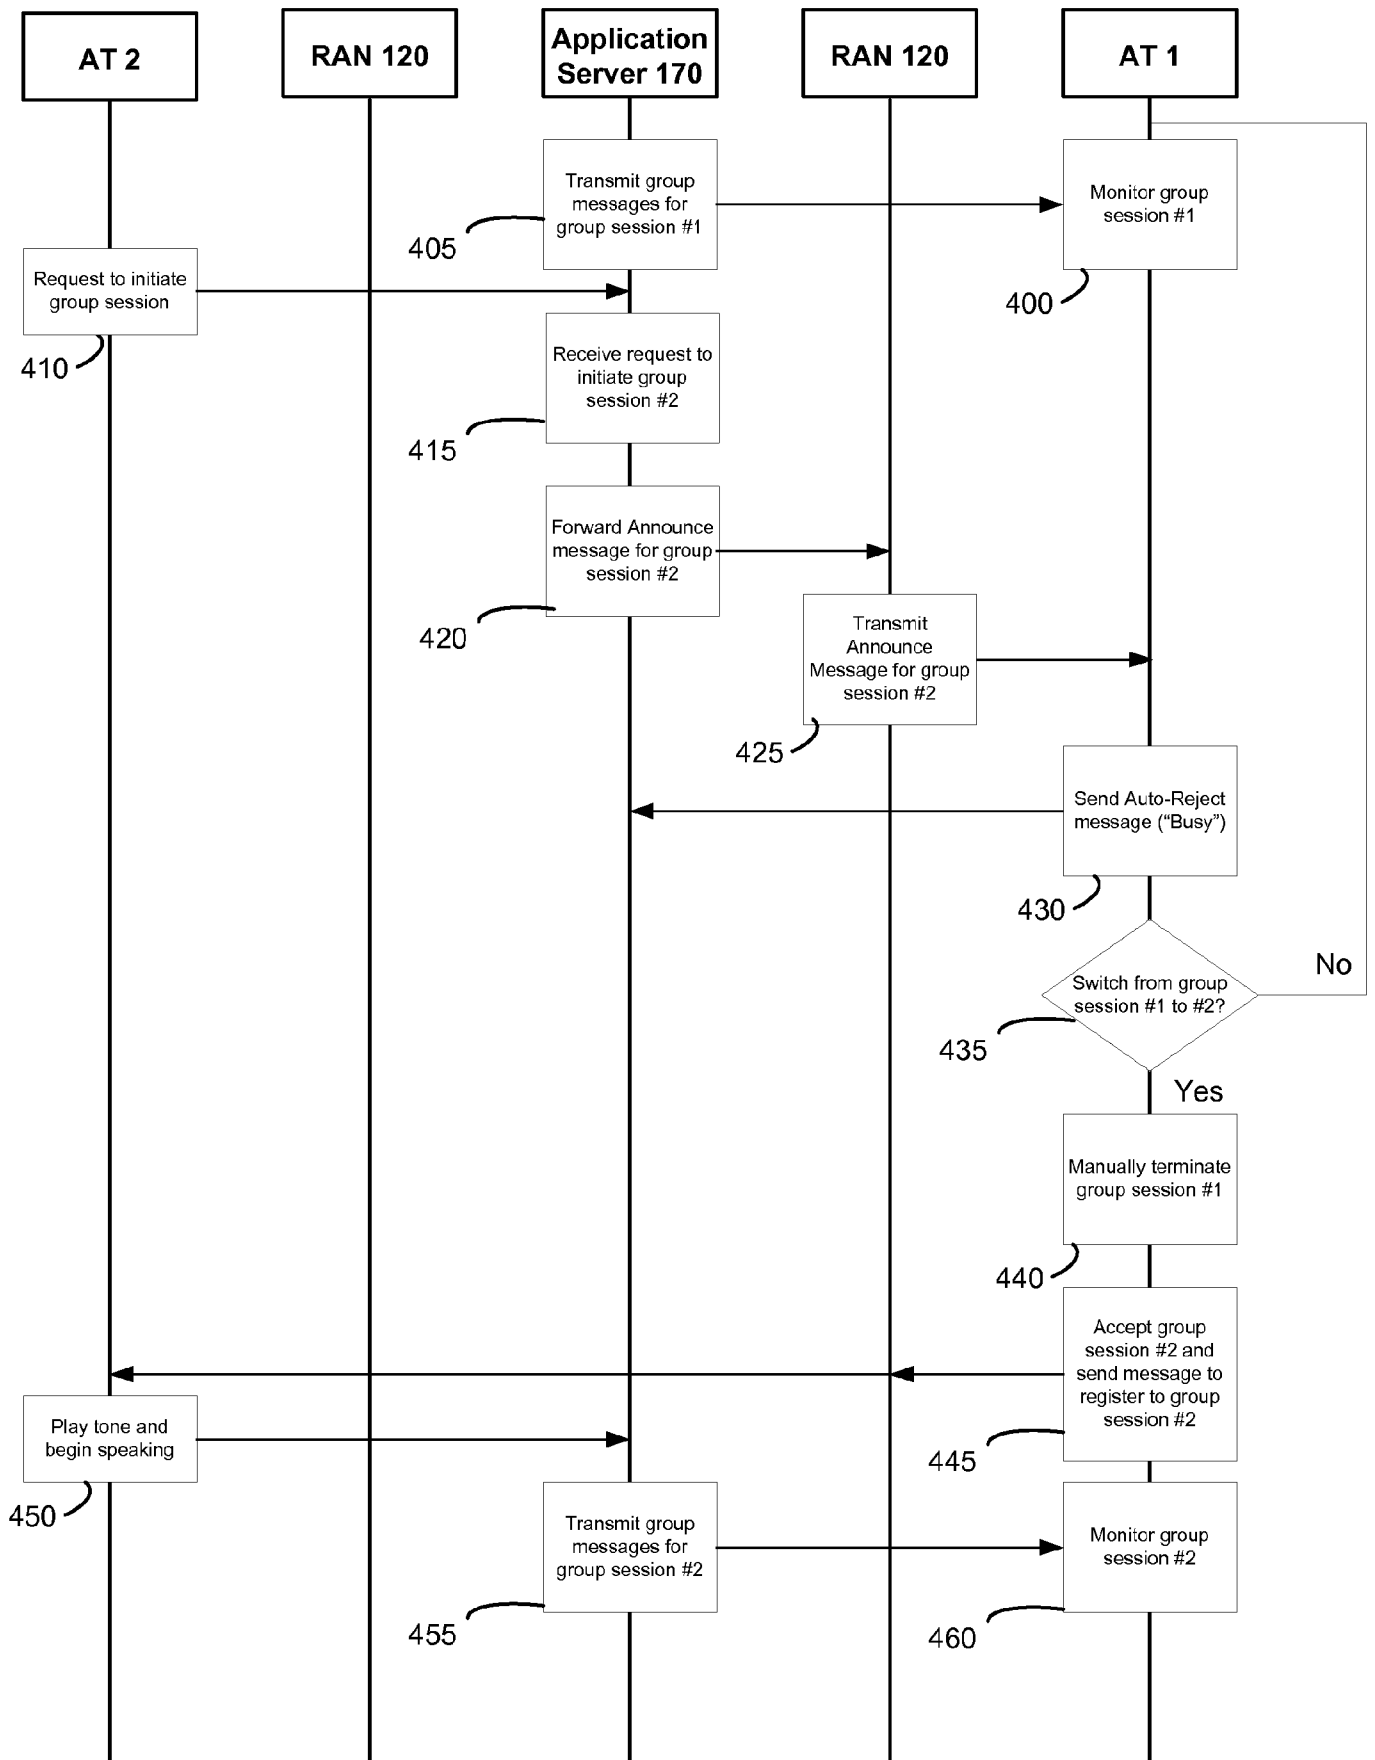 AT 2
RAN 120
Application
Server 170
RAN 120
AT 1
Transmit group
messages for
group session #1
405
Monitor group
session #1
400
Request to initiate
group session
410
Receive request to
initiate group
session #2
415
Forward Announce
message for group
session #2
420
Transmit
Announce
Message for group
session #2
425
Send Auto-Reject
message (“Busy”)
430
Switch from group
session #1 to #2?
435
No
Yes
Manually terminate
group session #1
440
Accept group
session #2 and
send message to
register to group
session #2
445
Play tone and
begin speaking
450
Transmit group
messages for
group session #2
455
Monitor group
session #2
460